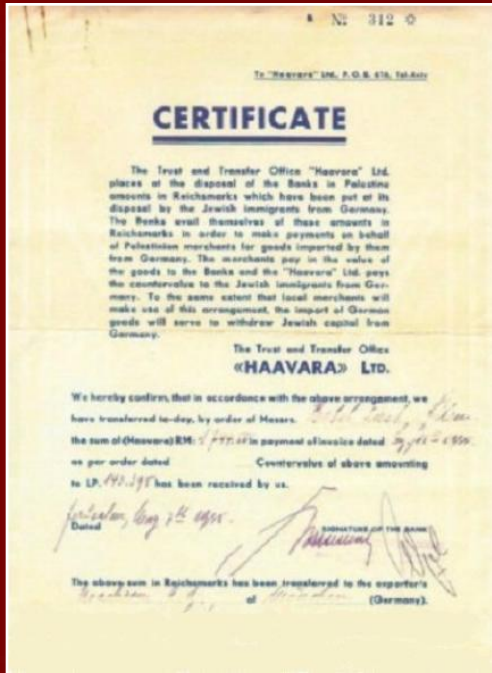 A № 312 ✡
To "Haavara" Ltd. P.O.B. 616, Tel-Aviv
CERTIFICATE
The Trust and Transfer Office "Haavara" Ltd.
places at the disposal of the Banks in Palestine
amounts in Reichsmarks which have been put at its
disposal by the Jewish immigrants from Germany.
The Banks avail themselves of these amounts in
Reichsmarks in order to make payments on behalf
of Palestinian merchants for goods imported by them
from Germany. The merchants pay in the value of
the goods to the Banks and the "Haavara" Ltd. pays
the countervalue to the Jewish immigrants from Ger-
many. To the same extent that local merchants will
make use of this arrangement, the import of German
goods will serve to withdraw Jewish capital from
Germany.
The Trust and Transfer Office
«HAAVARA» LTD.
We hereby confirm, that in accordance with the above arrangement, we
have transferred to-day, by order of Messrs.
the sum of (Haavara) RM: in payment of invoice dated
as per order dated Countervalue of above amounting
to LP. has been received by us.
Dated
SIGNATURE OF THE BANK
The above sum in Reichsmarks has been transferred to the exporter's
of (Germany).